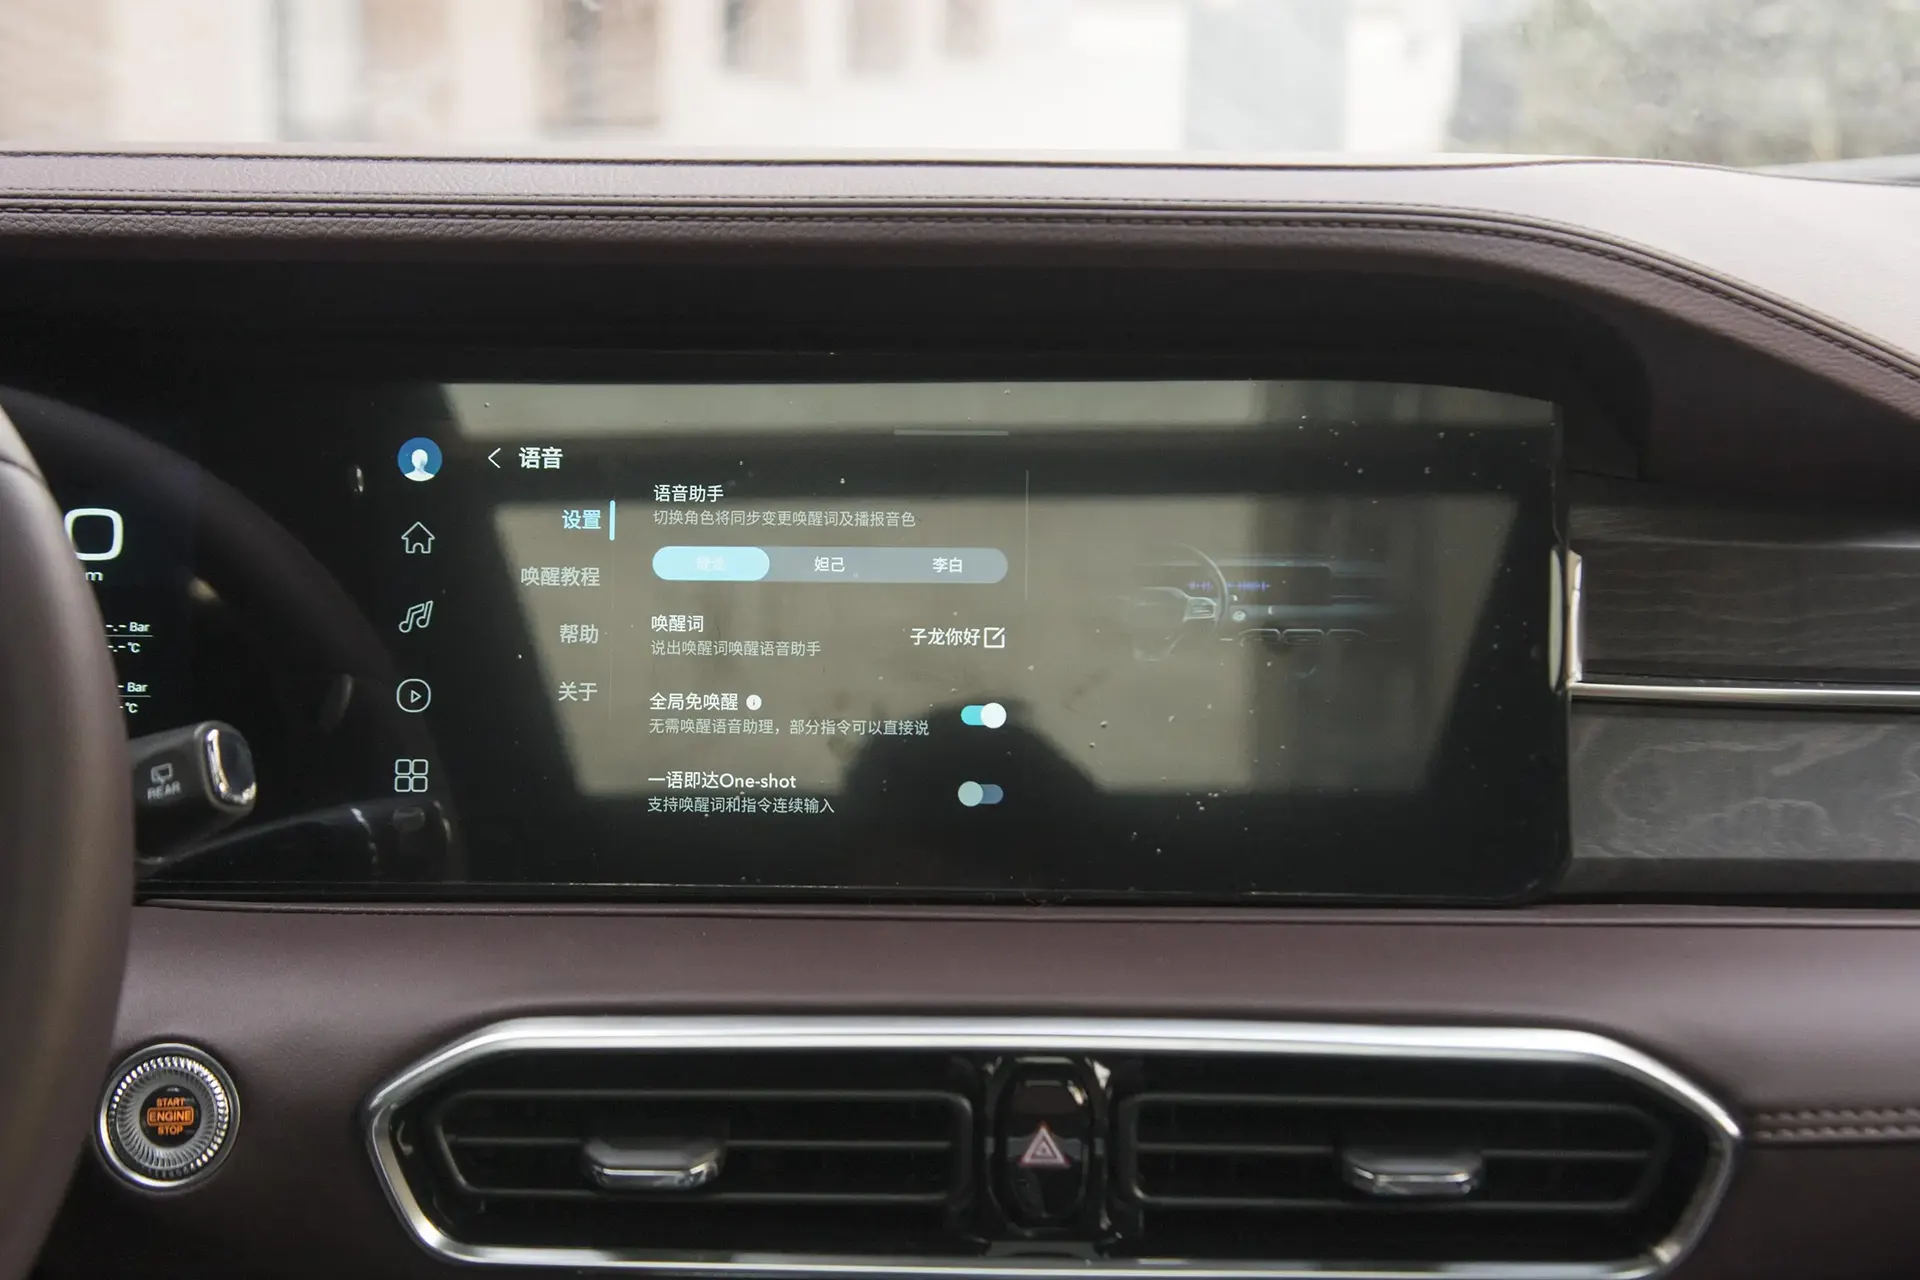 语音
设置
唤醒教程
帮助
关于
语音助手
切换角色将同步变更唤醒词及播报音色
妲己
李白
唤醒词
说出唤醒词唤醒语音助手
子龙你好
全局免唤醒
无需唤醒语音助理，部分指令可以直接说
一语即达One-shot
支持唤醒词和指令连续输入
0
m
-.- Bar
-.-°C
- Bar
-°C
REAR
START
ENGINE
STOP